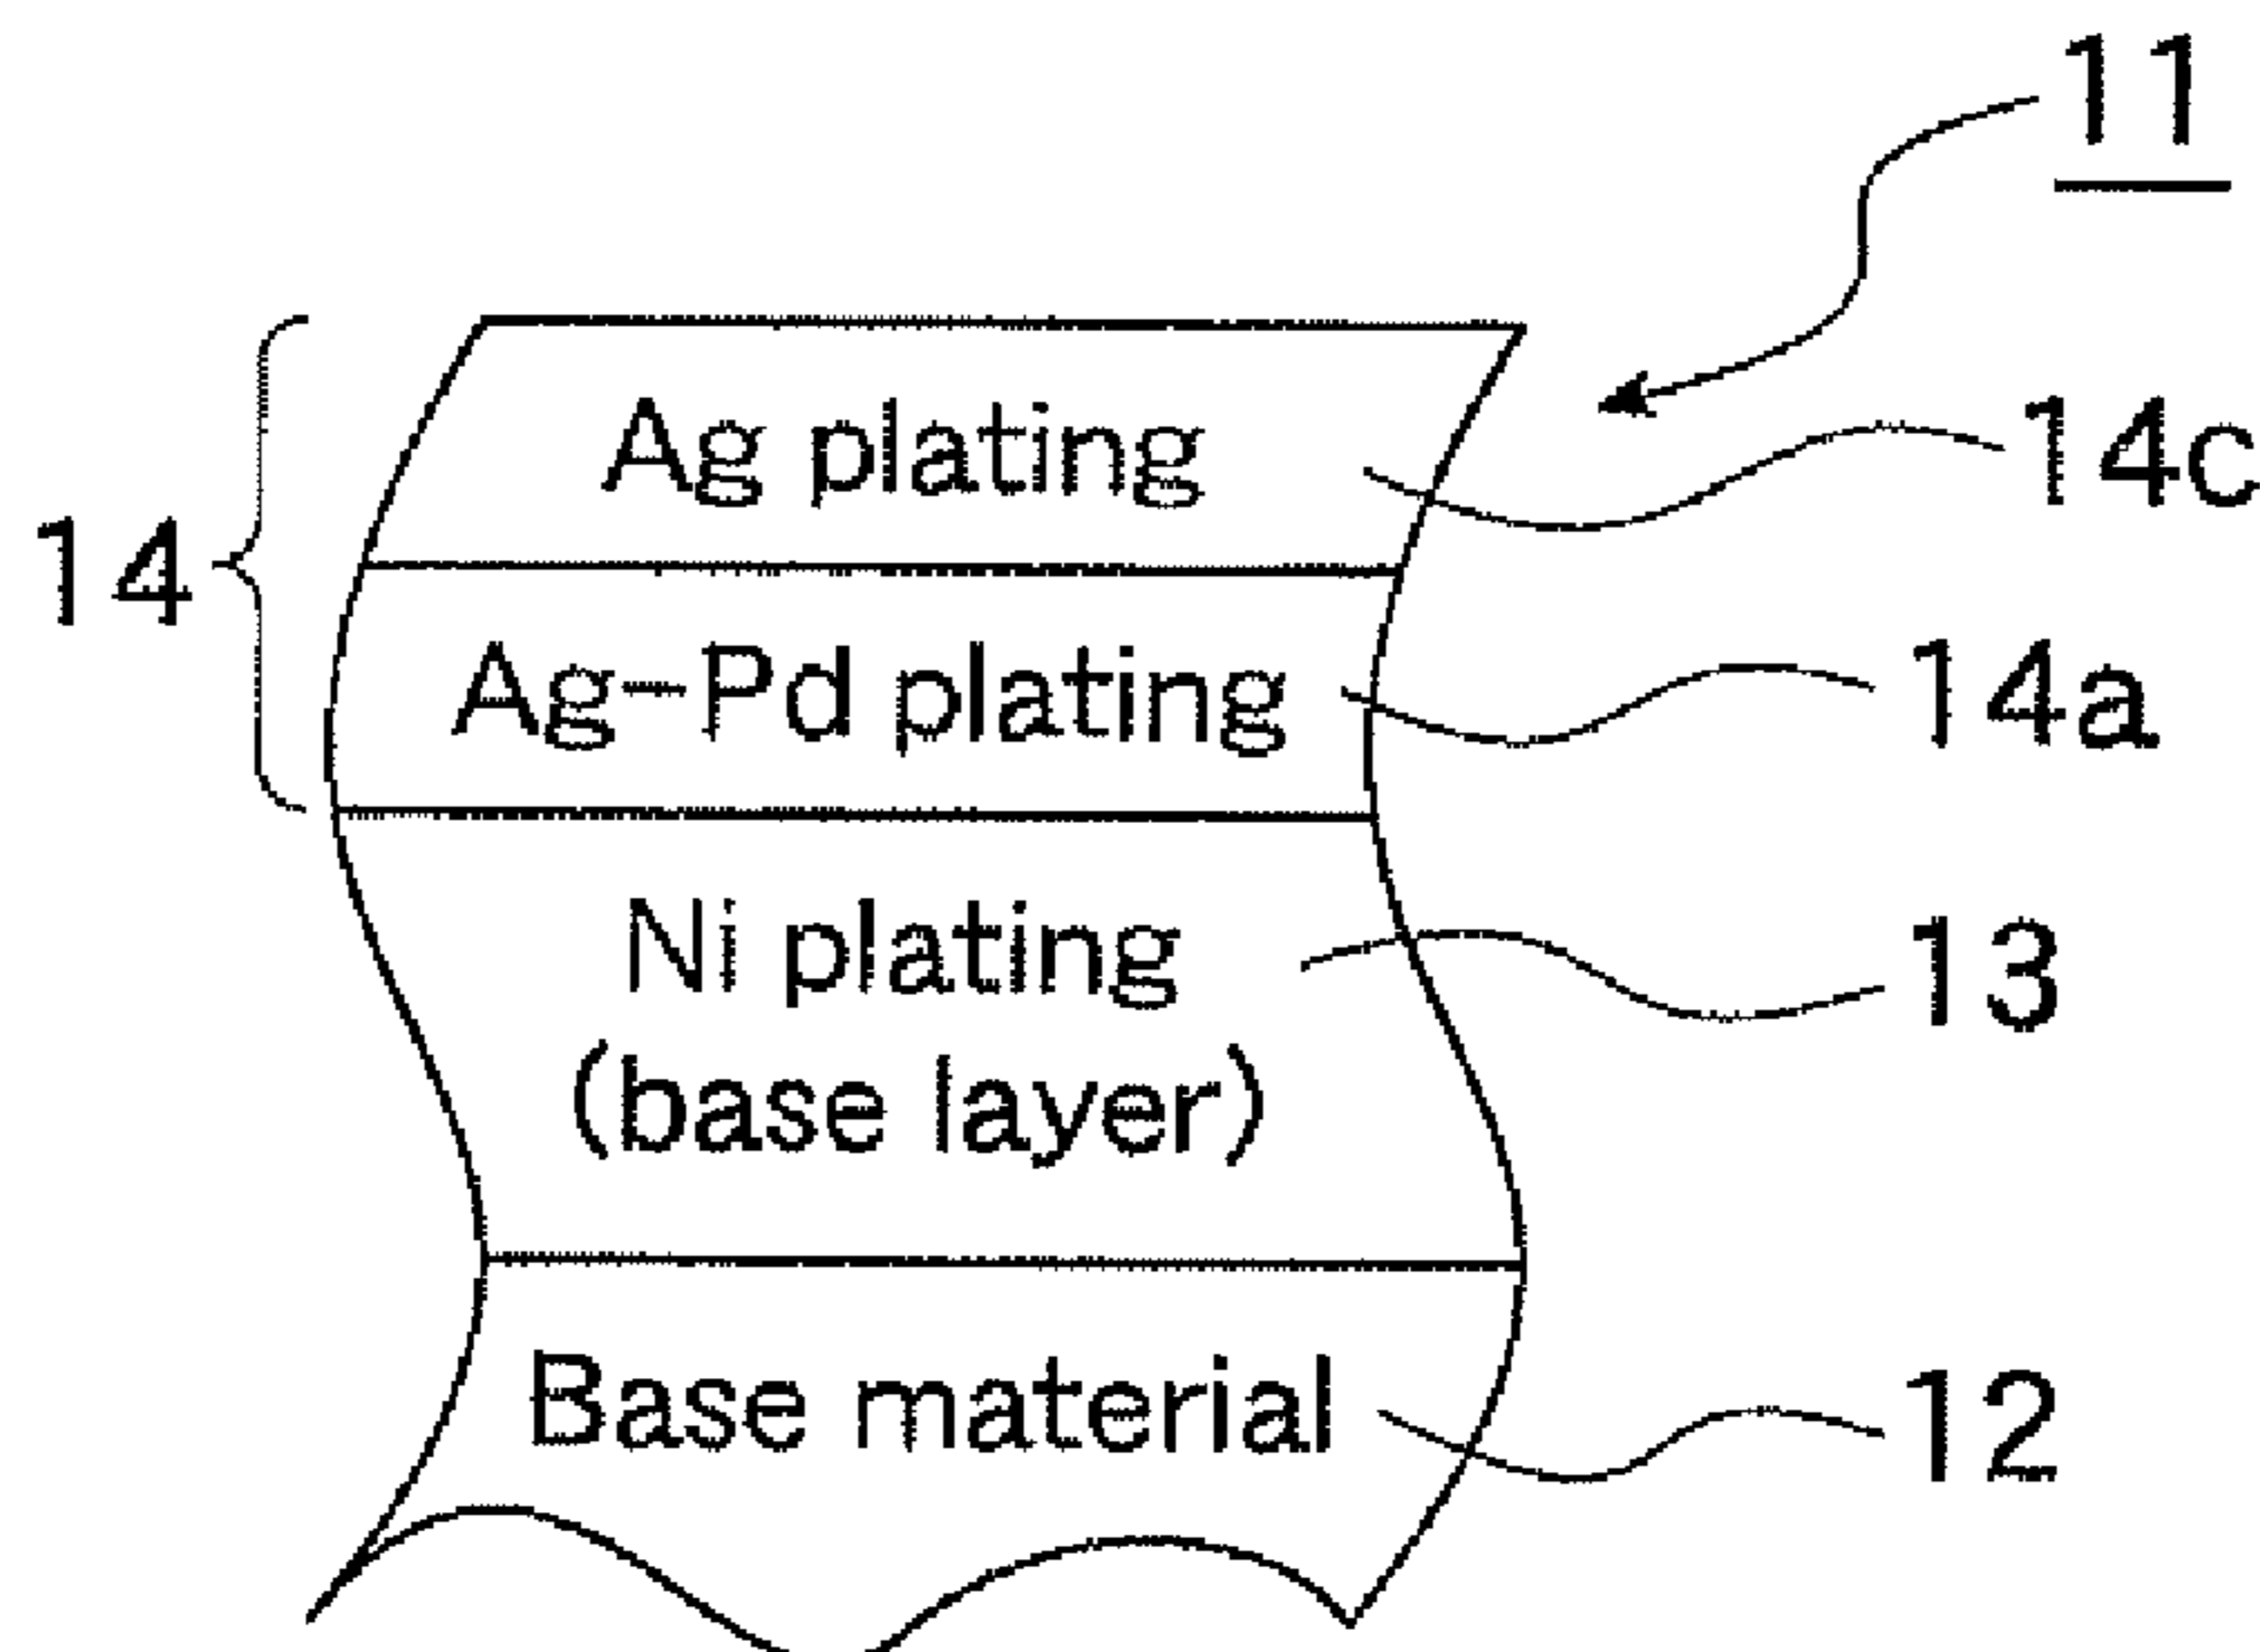 11
Ag plating
14c
14
Ag-Pd plating
14a
Ni plating
(base layer)
13
Base material
12